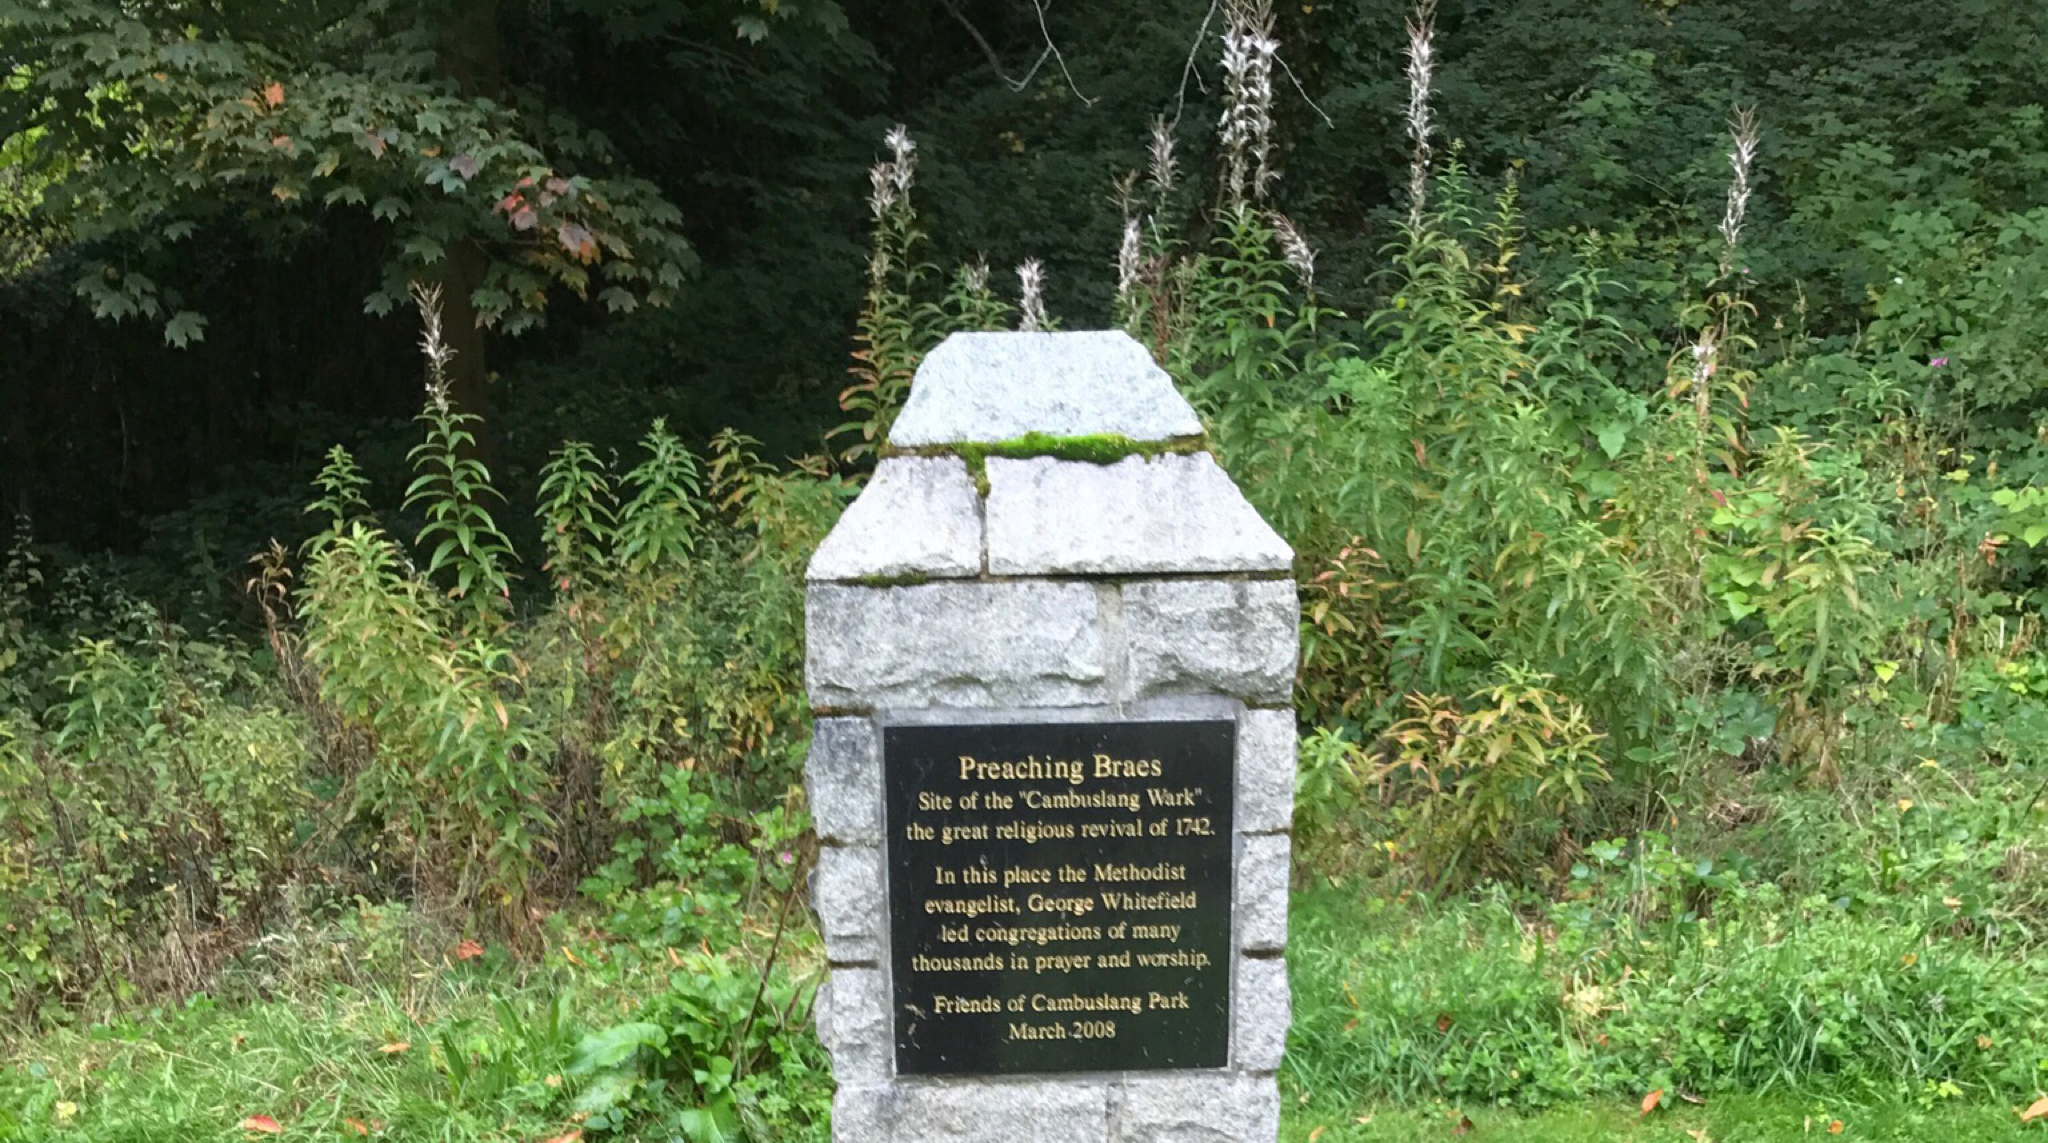 Preaching Braes
Site of the "Cambuslang Wark"
the great religious revival of 1742.
In this place the Methodist
evangelist, George Whitefield
led congregations of many
thousands in prayer and worship.
Friends of Cambuslang Park
March 2008